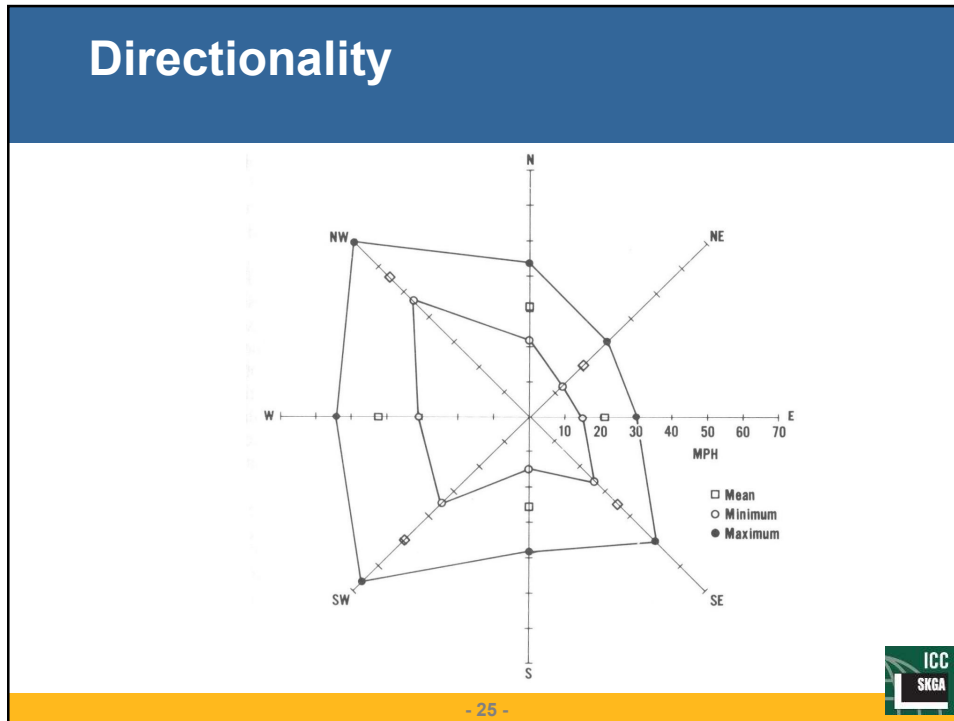 Directionality
N
NW
NE
W
E
10 20 30 40 50 60 70
MPH
□ Mean
○ Minimum
● Maximum
SW
SE
S
ICC
SKGA
- 25 -